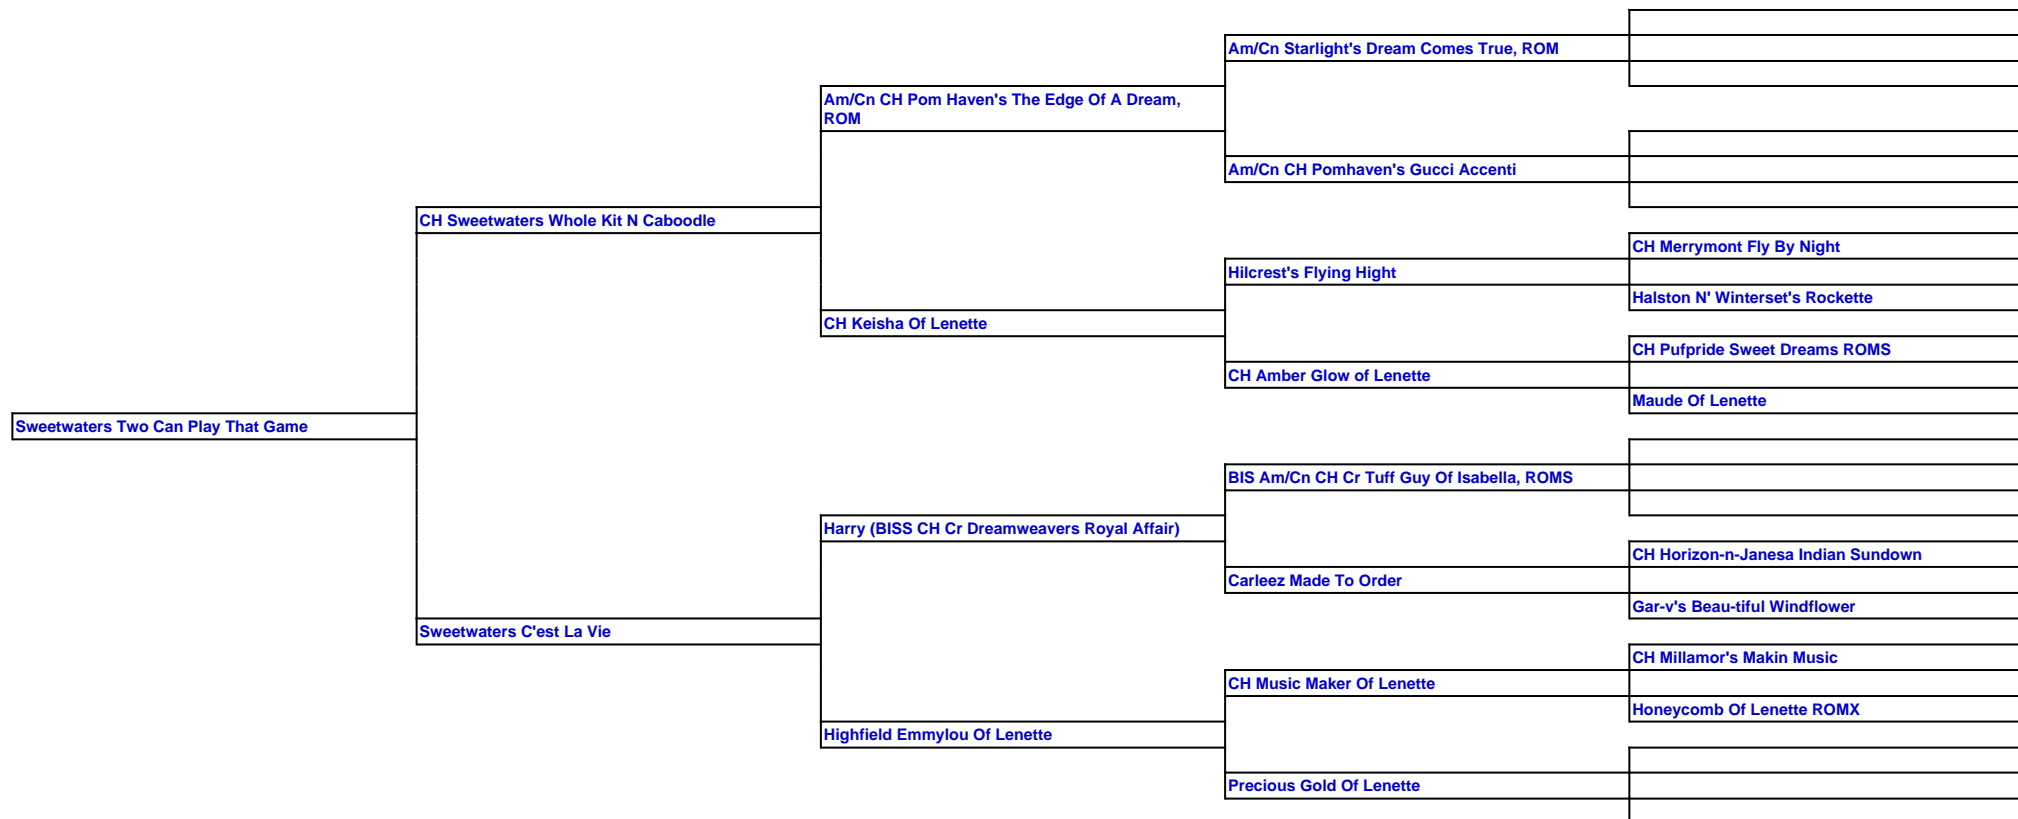 Am/Cn Starlight's Dream Comes True, ROM
Am/Cn CH Pom Haven's The Edge Of A Dream,
ROM
Am/Cn CH Pomhaven's Gucci Accenti
CH Sweetwaters Whole Kit N Caboodle
CH Merrymont Fly By Night
Hilcrest's Flying Hight
Halston N' Winterset's Rockette
CH Keisha Of Lenette
CH Pufpride Sweet Dreams ROMS
CH Amber Glow of Lenette
Maude Of Lenette
Sweetwaters Two Can Play That Game
BIS Am/Cn CH Cr Tuff Guy Of Isabella, ROMS
Harry (BISS CH Cr Dreamweavers Royal Affair)
CH Horizon-n-Janesa Indian Sundown
Carleez Made To Order
Gar-v's Beau-tiful Windflower
Sweetwaters C'est La Vie
CH Millamor's Makin Music
CH Music Maker Of Lenette
Honeycomb Of Lenette ROMX
Highfield Emmylou Of Lenette
Precious Gold Of Lenette